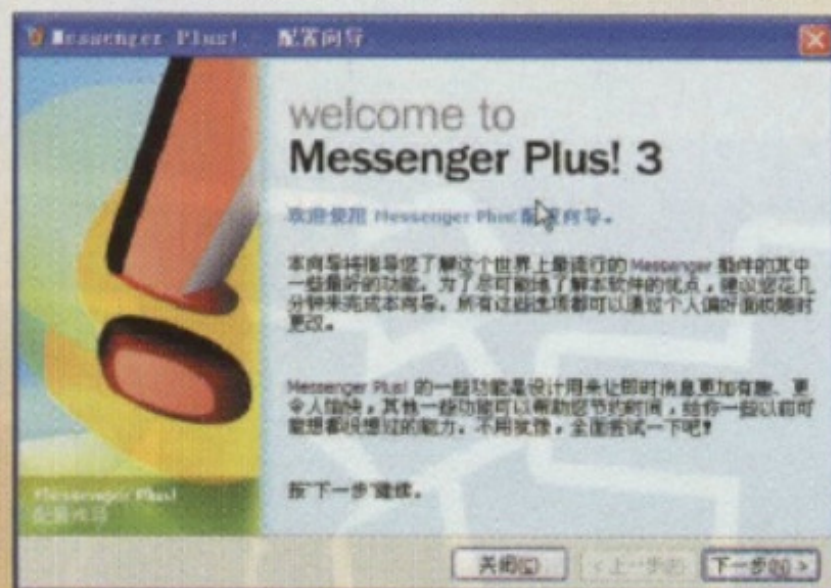 Messenger Plus! - 配置向导
welcome to
Messenger Plus! 3
欢迎使用 Messenger Plus! 配置向导。
本向导将指导您了解这个世界上最流行的 Messenger 插件的其中
一些最好的功能。为了尽可能地了解本软件的优点，建议您花几
分钟来完成本向导。所有这些选项都可以通过个人偏好面板随时
更改。
Messenger Plus! 的一些功能是设计用来让即时消息更加有趣、更
令人愉快，其他一些功能可以帮助您节约时间，给你一些以前可
能想都没想过的能力。不用犹豫，全面尝试一下吧！
按"下一步"继续。
Messenger Plus!
配置向导
关闭(C)
<上一步(B)
下一步(N) >